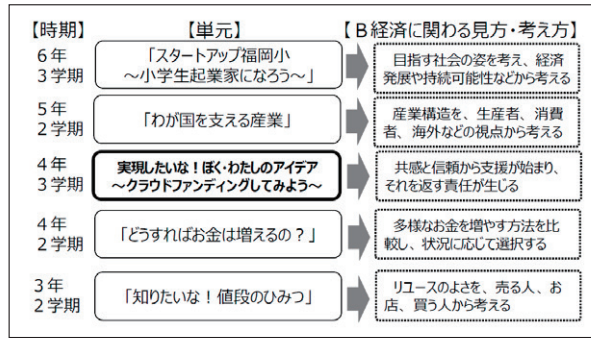 【時期】 【単元】 【Ｂ経済に関わる見方・考え方】
６年
３学期
「スタートアップ福岡小
～小学生起業家になろう～」
目指す社会の姿を考え、経済
発展や持続可能性などから考える
５年
２学期
「わが国を支える産業」
産業構造を、生産者、消費
者、海外などの視点から考える
４年
３学期
実現したいな！ぼく・わたしのアイデア
～クラウドファンディングしてみよう～
共感と信頼から支援が始まり、
それを返す責任が生じる
４年
２学期
「どうすればお金は増えるの？」
多様なお金を増やす方法を比
較し、状況に応じて選択する
３年
２学期
「知りたいな！値段のひみつ」
リユースのよさを、売る人、お
店、買う人から考える